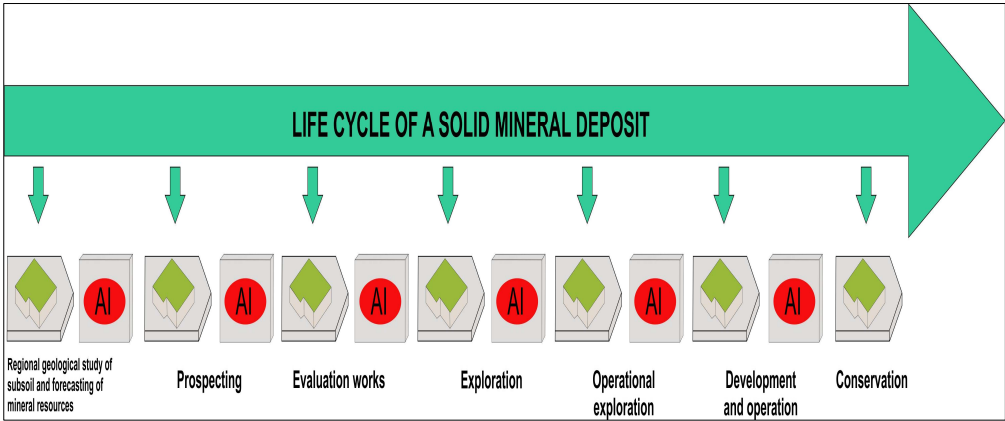 LIFE CYCLE OF A SOLID MINERAL DEPOSIT
AI
AI
AI
AI
AI
AI
Regional geological study of
subsoil and forecasting of
mineral resources
Prospecting
Evaluation works
Exploration
Operational
exploration
Development
and operation
Conservation